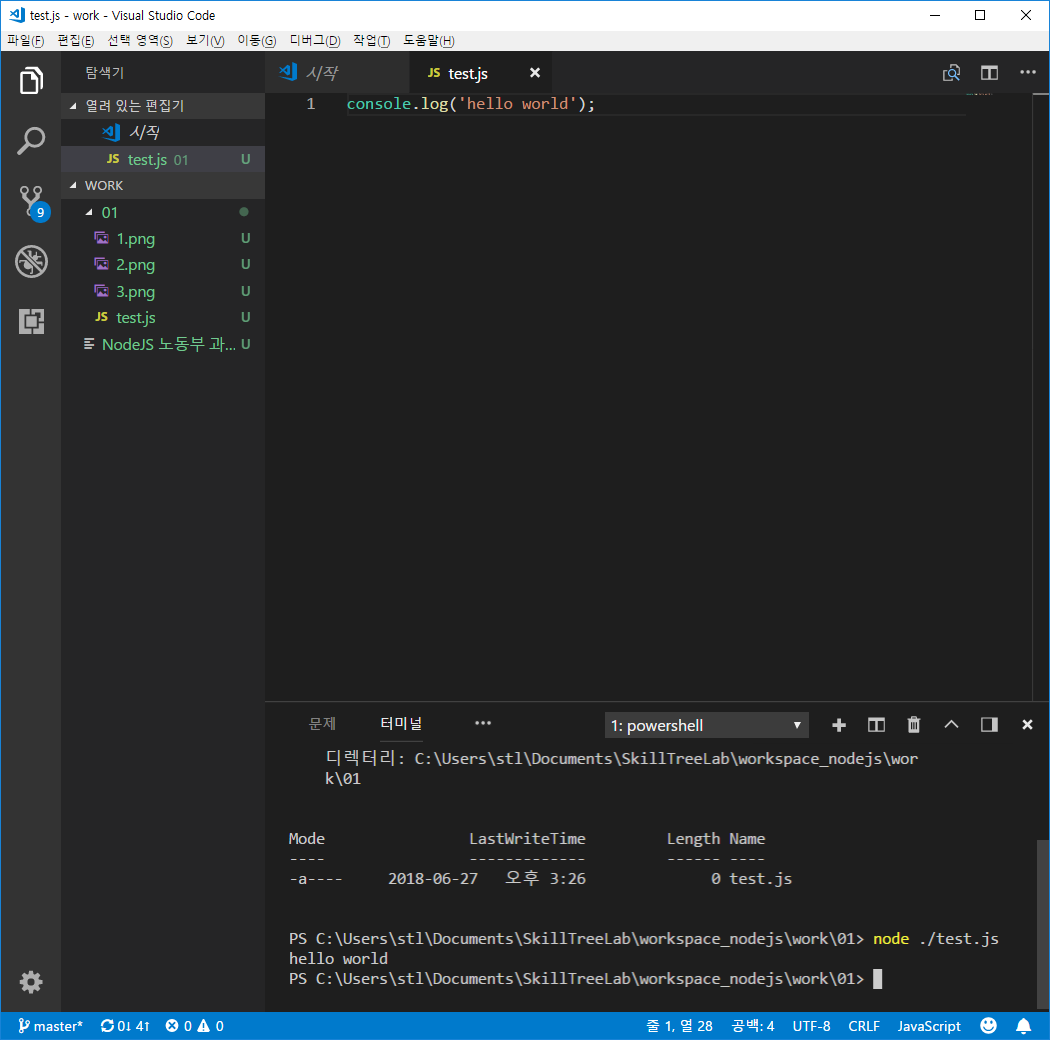 test.js - work - Visual Studio Code
파일(F) 편집(E) 선택 영역(S) 보기(V) 이동(G) 디버그(D) 작업(T) 도움말(H)
탐색기
시작
JS test.js
열려 있는 편집기
시작
JS test.js 01 U
WORK
01
1.png U
2.png U
3.png U
JS test.js U
NodeJS 노동부 과... U
9
1 console.log('hello world');
문제 터미널 1: powershell
디렉터리: C:\Users\stl\Documents\SkillTreeLab\workspace_nodejs\wor
k\01
Mode LastWriteTime Length Name
---- ------------- ------ ----
-a---- 2018-06-27 오후 3:26 0 test.js
PS C:\Users\stl\Documents\SkillTreeLab\workspace_nodejs\work\01> node ./test.js
hello world
PS C:\Users\stl\Documents\SkillTreeLab\workspace_nodejs\work\01>
master* 0↓ 4↑ 0 0 줄 1, 열 28 공백: 4 UTF-8 CRLF JavaScript